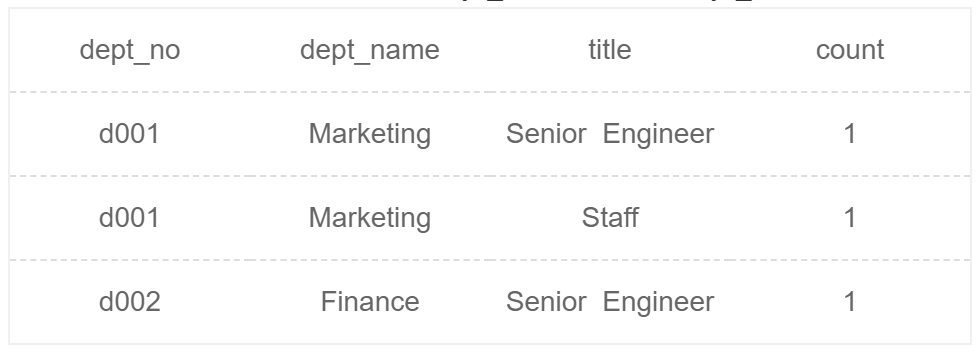 dept_no dept_name title count
d001 Marketing Senior Engineer 1
d001 Marketing Staff 1
d002 Finance Senior Engineer 1